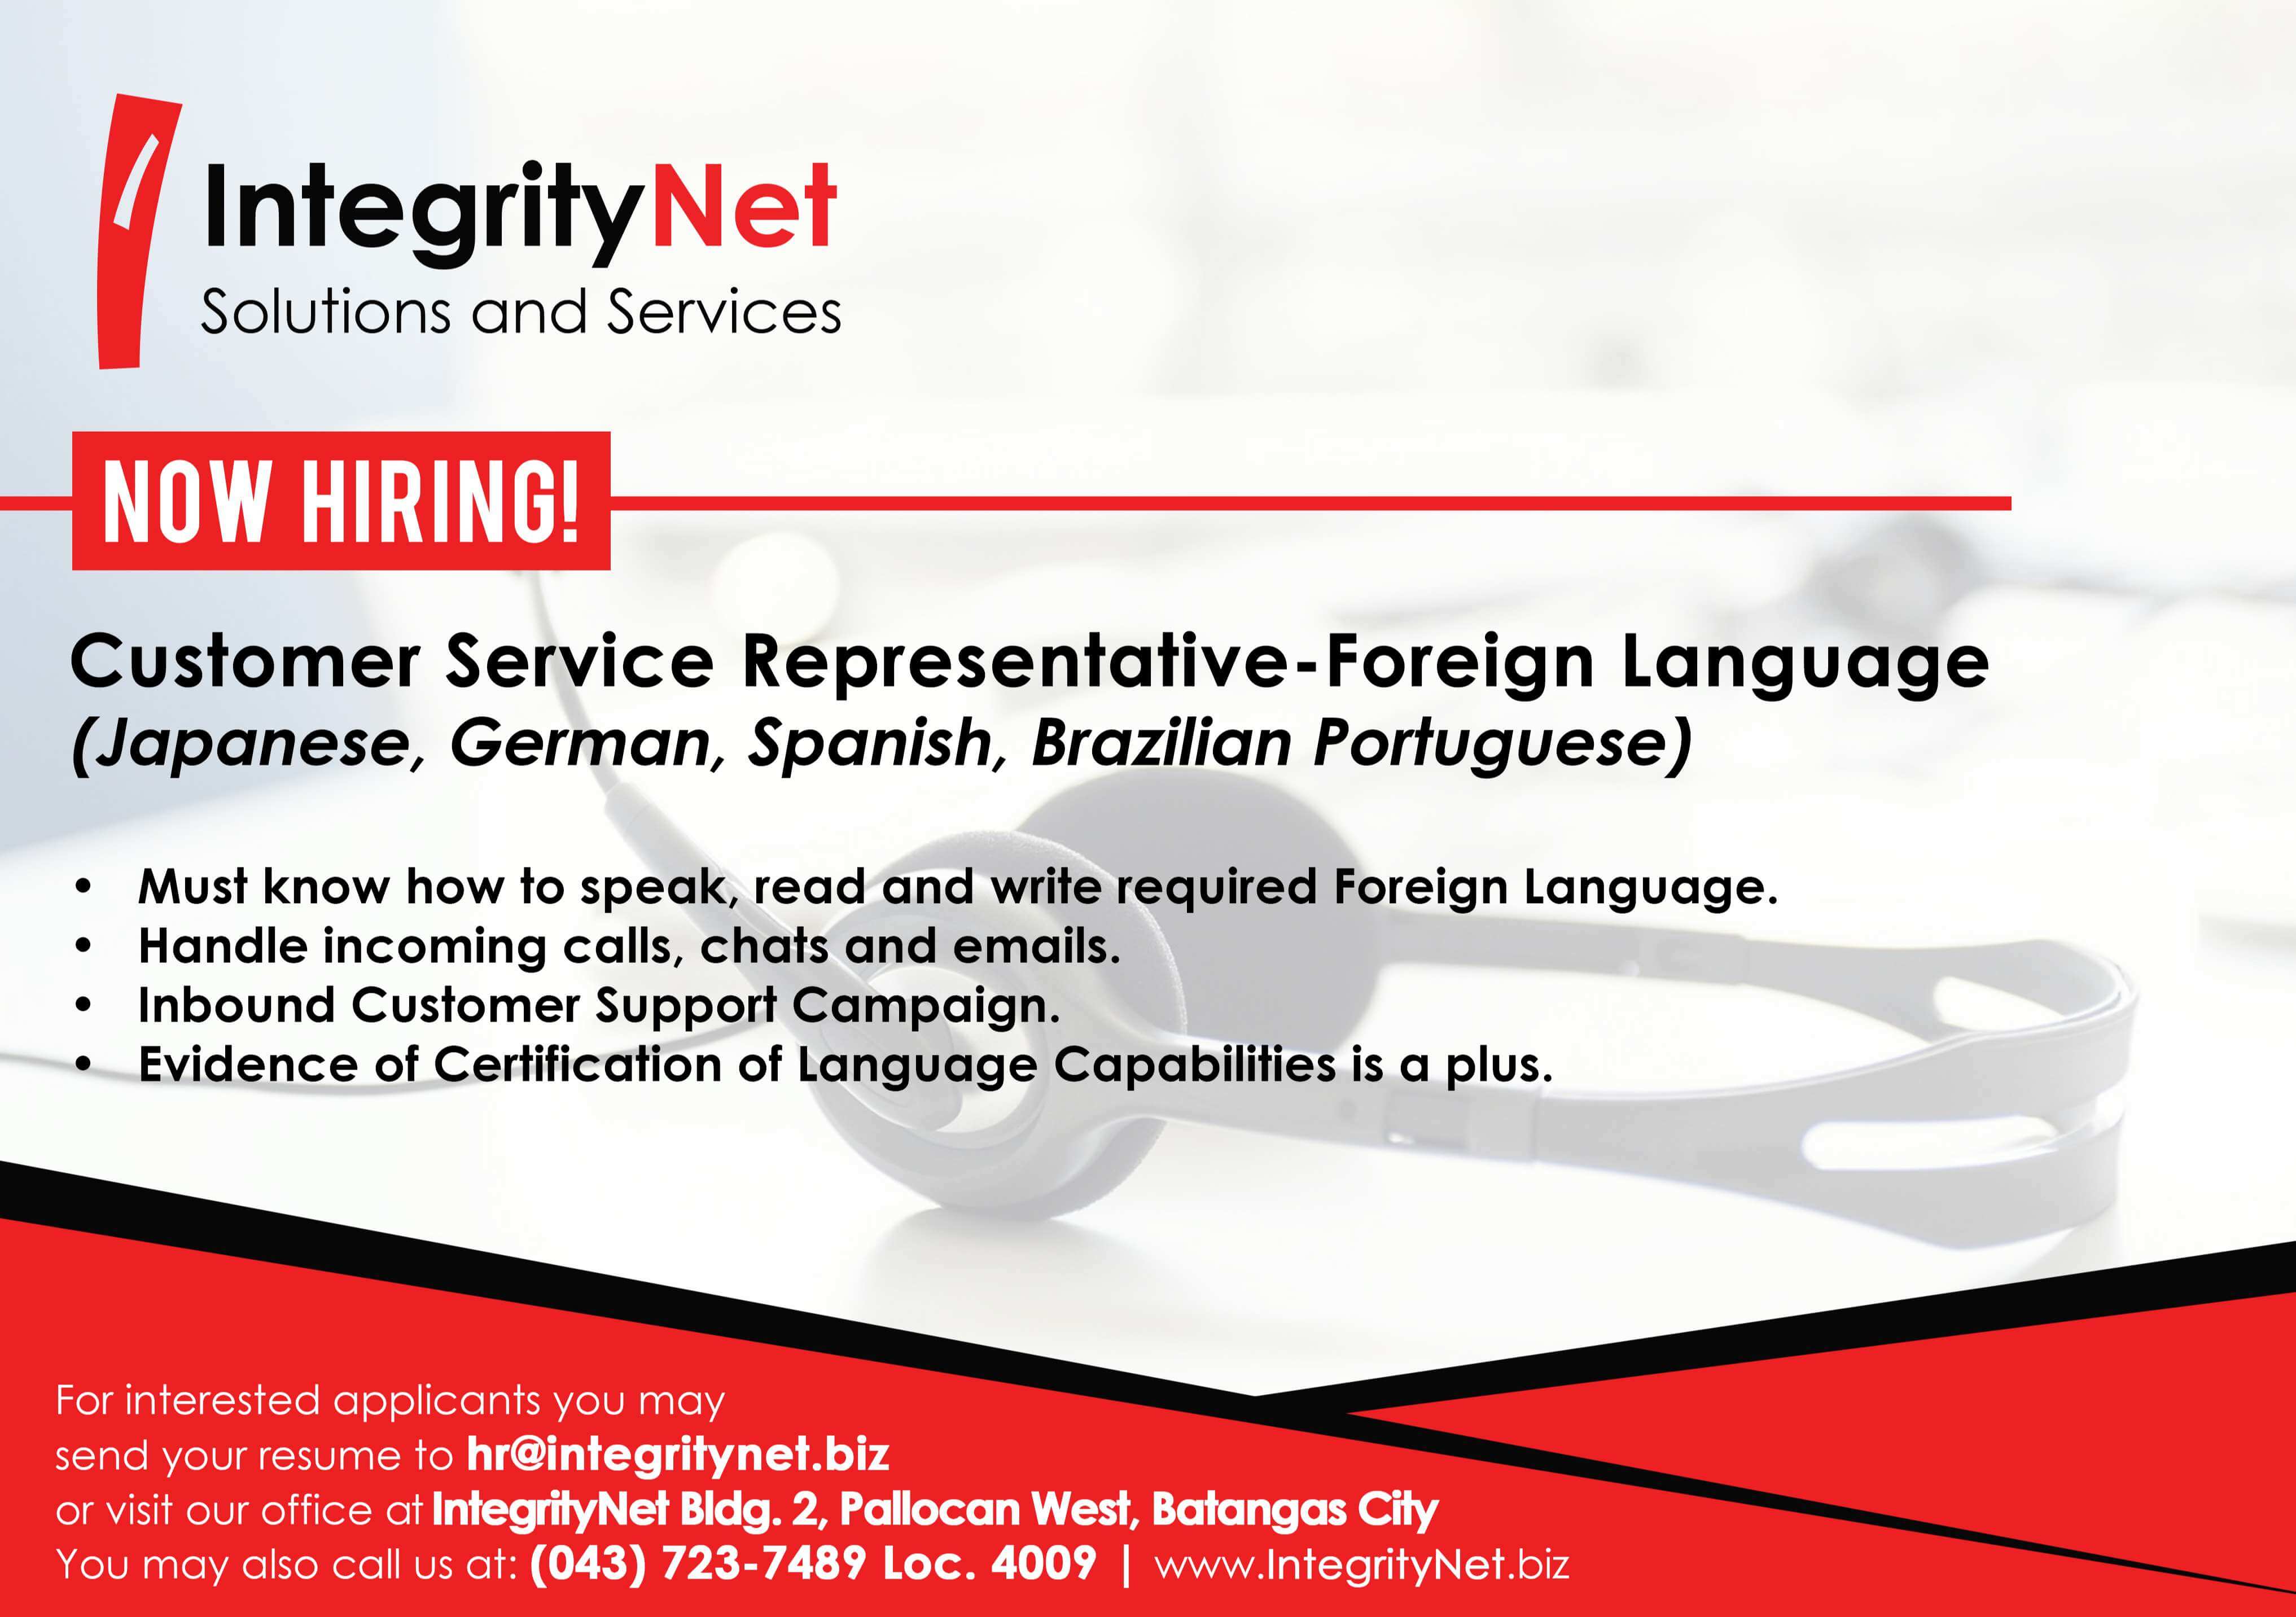 IntegrityNet
Solutions and Services
NOW HIRING!
Customer Service Representative-Foreign Language
(Japanese, German, Spanish, Brazilian Portuguese)
• Must know how to speak, read and write required Foreign Language.
• Handle incoming calls, chats and emails.
• Inbound Customer Support Campaign.
• Evidence of Certification of Language Capabilities is a plus.
For interested applicants you may
send your resume to hr@integritynet.biz
or visit our office at IntegrityNet Bldg. 2, Pallocan West, Batangas City
You may also call us at: (043) 723-7489 Loc. 4009 | www.IntegrityNet.biz